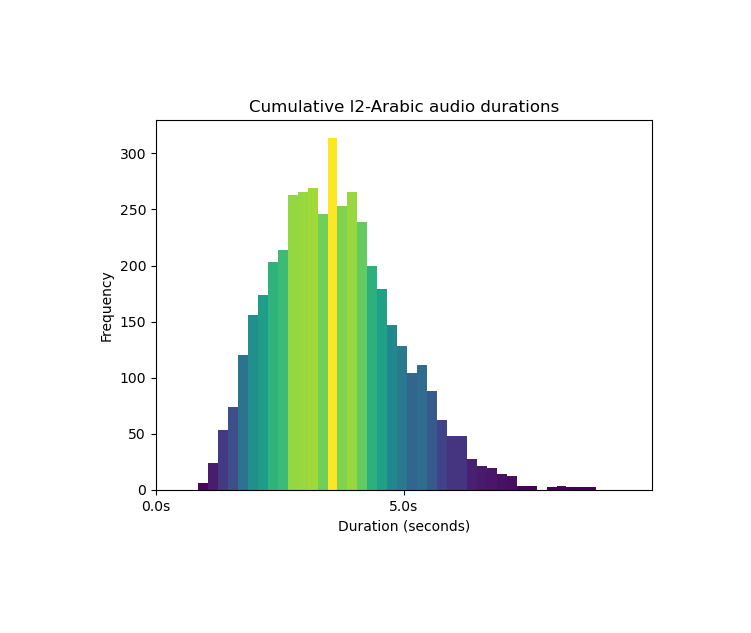 Cumulative l2-Arabic audio durations
300
250
200
150
100
50
0
Frequency
0.0s 5.0s
Duration (seconds)